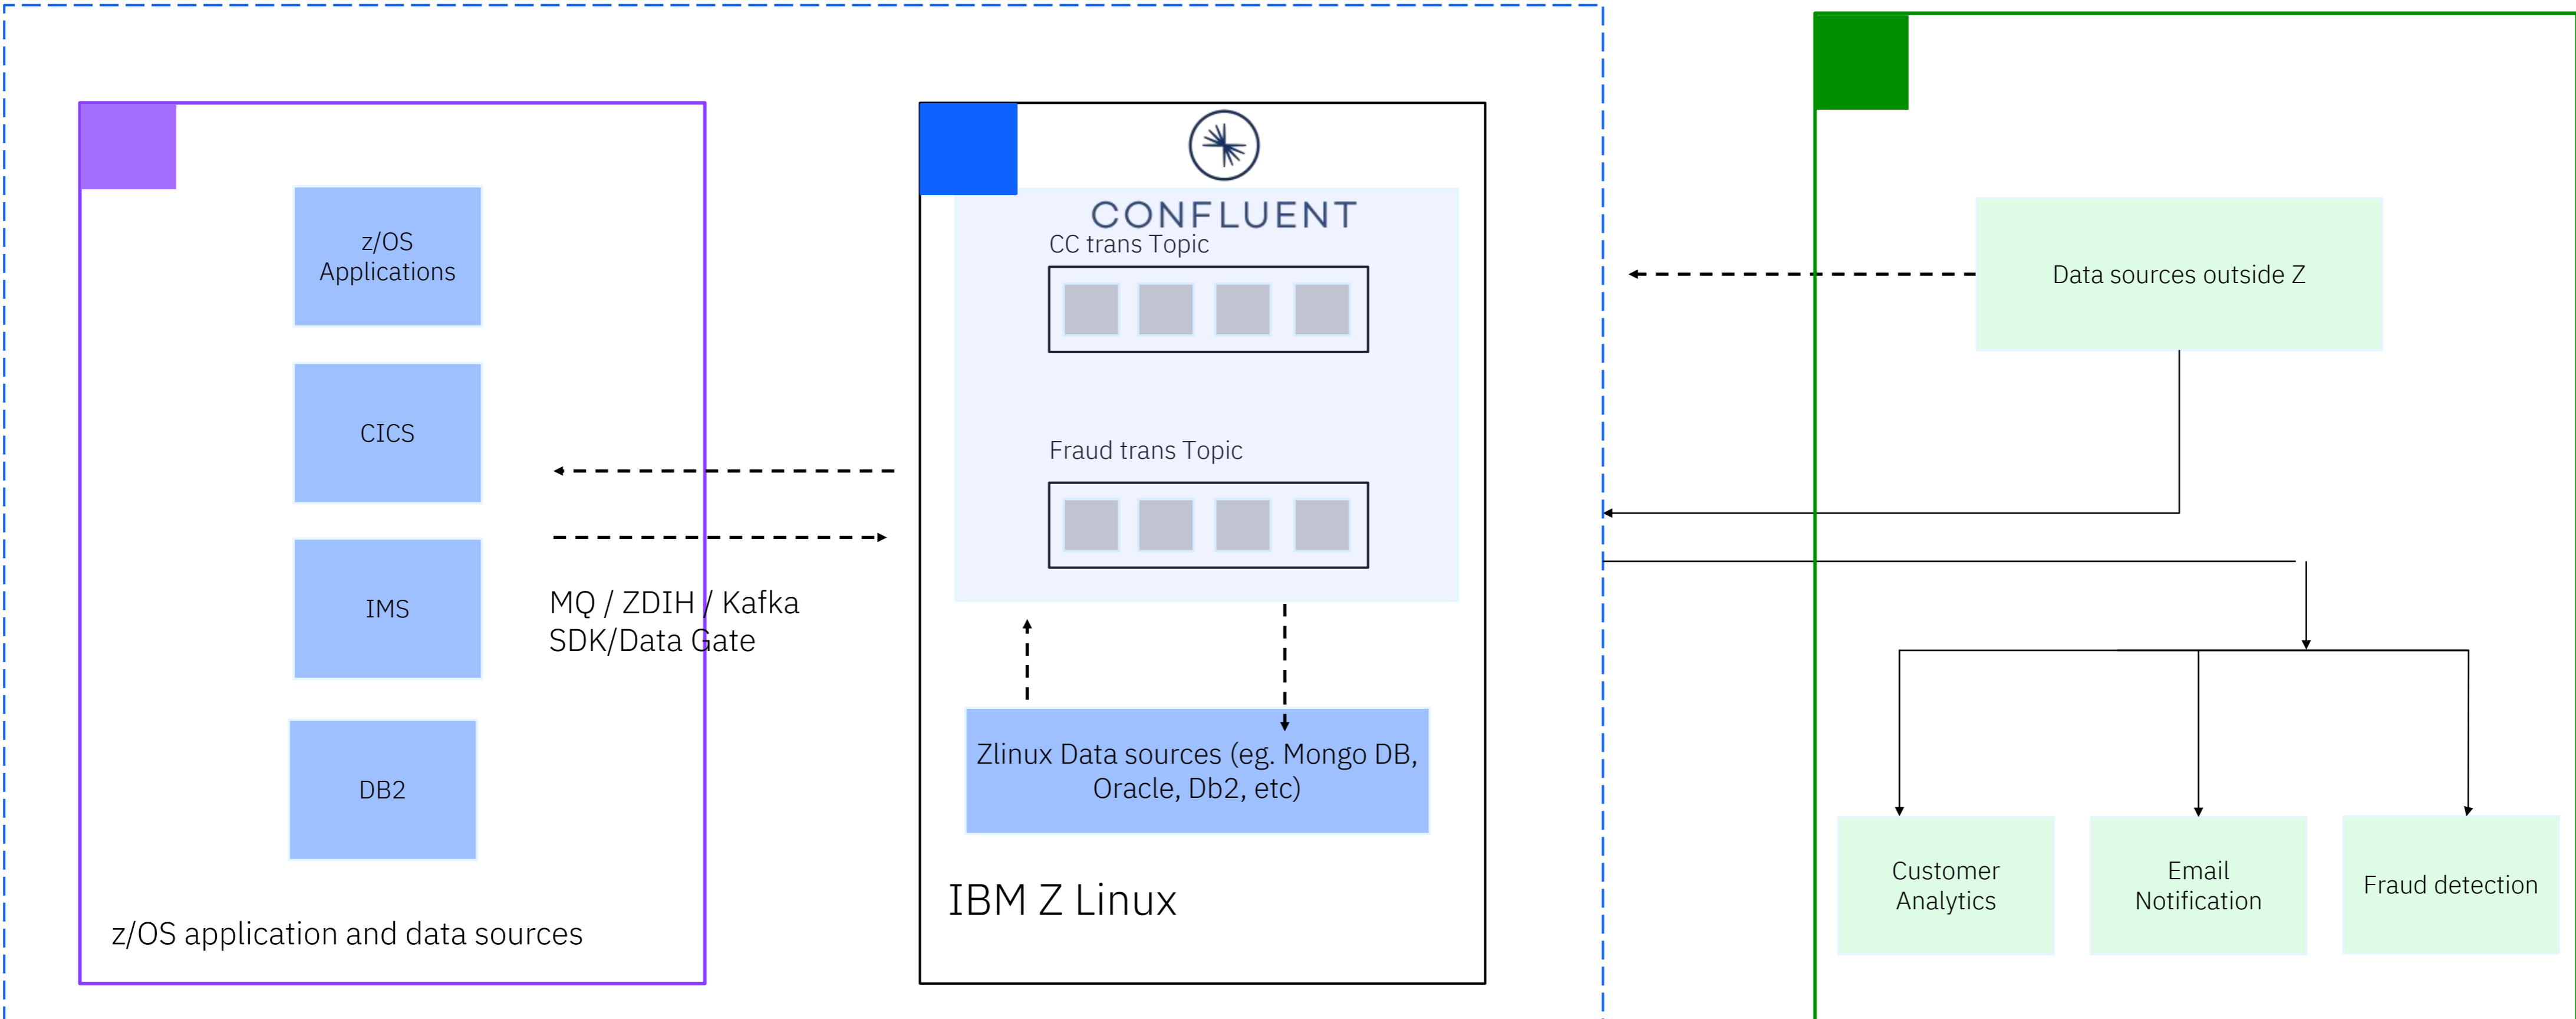 z/OS
Applications
CICS
IMS
DB2
z/OS application and data sources
MQ / ZDIH / Kafka
SDK/Data Gate
CONFLUENT
CC trans Topic
Fraud trans Topic
Zlinux Data sources (eg. Mongo DB,
Oracle, Db2, etc)
IBM Z Linux
Data sources outside Z
Customer
Analytics
Email
Notification
Fraud detection